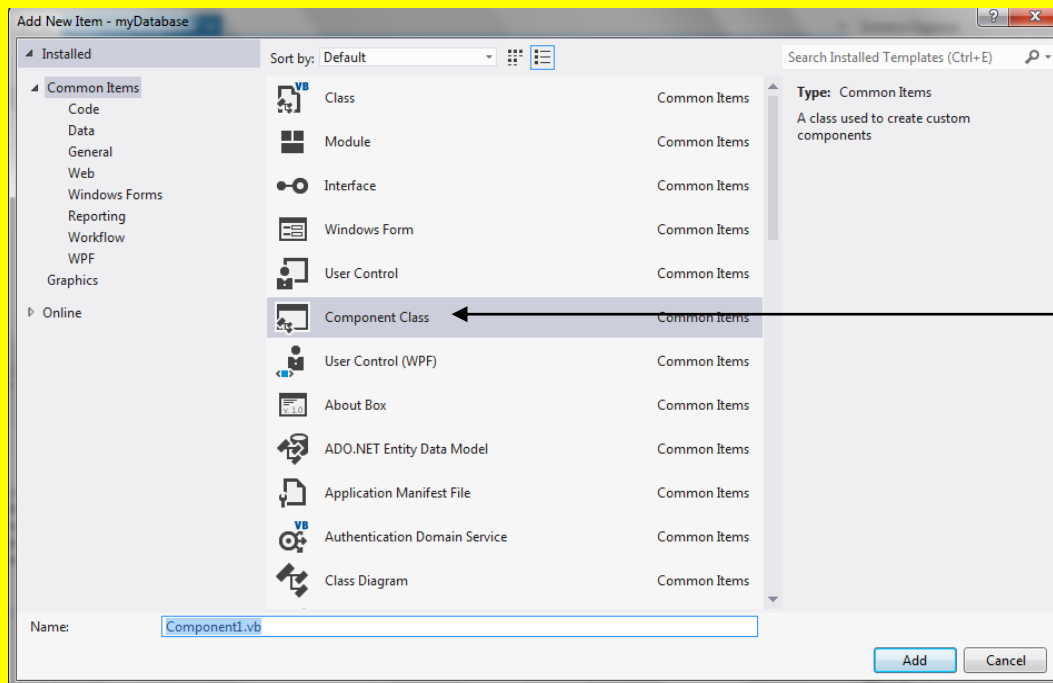 Add New Item - myDatabase
?
x
Installed
Sort by: Default
Search Installed Templates (Ctrl+E)
Common Items
Code
Data
General
Web
Windows Forms
Reporting
Workflow
WPF
Graphics
Online
VB
Class Common Items
Module Common Items
Interface Common Items
Windows Form Common Items
User Control Common Items
Component Class Common Items
User Control (WPF) Common Items
v.1.0
About Box Common Items
ADO.NET Entity Data Model Common Items
Application Manifest File Common Items
VB
Authentication Domain Service Common Items
Class Diagram Common Items
Type: Common Items
A class used to create custom
components
Name: Component1.vb
Add Cancel